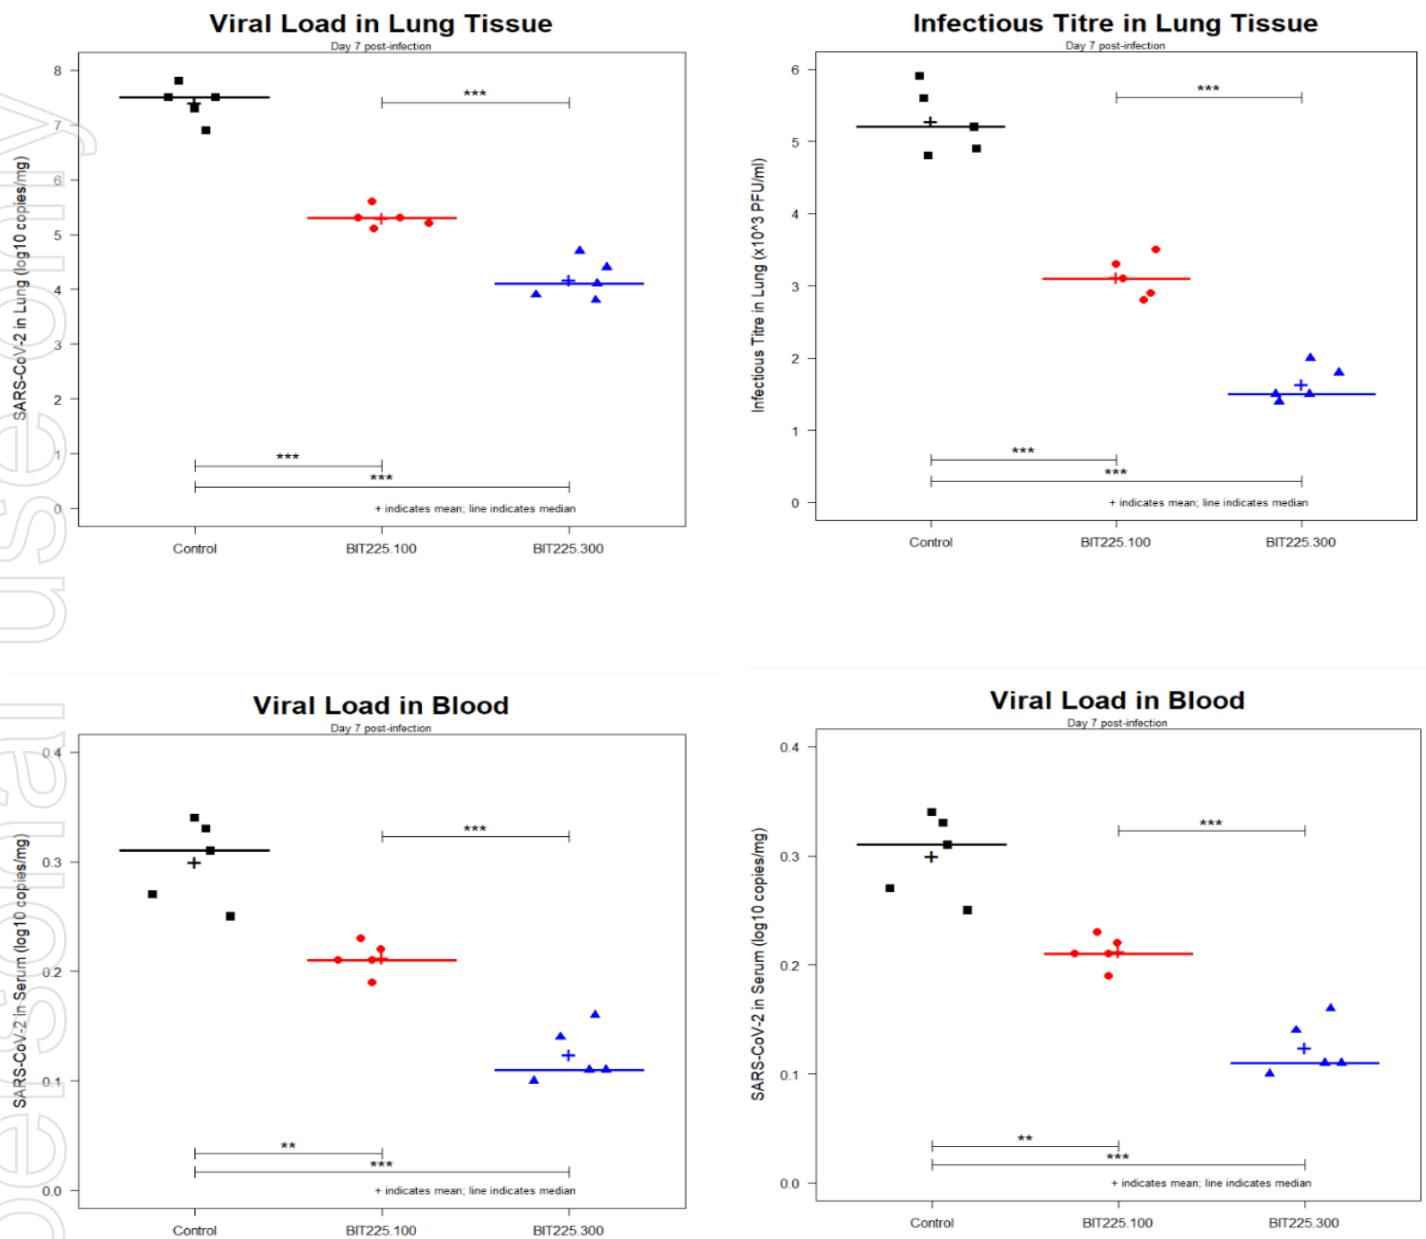 Viral Load in Lung Tissue
Day 7 post-infection
SARS-CoV-2 in Lung (log10 copies/mg)
8
7
6
5
4
3
2
1
0
***
***
***
+ indicates mean; line indicates median
Control
BIT225.100
BIT225.300
Infectious Titre in Lung Tissue
Day 7 post-infection
Infectious Titre in Lung (x10^3 PFU/ml)
6
5
4
3
2
1
0
***
***
***
+ indicates mean; line indicates median
Control
BIT225.100
BIT225.300
Viral Load in Blood
Day 7 post-infection
SARS-CoV-2 in Serum (log10 copies/mg)
0.4
0.3
0.2
0.1
0.0
***
**
***
+ indicates mean; line indicates median
Control
BIT225.100
BIT225.300
Viral Load in Blood
Day 7 post-infection
SARS-CoV-2 in Serum (log10 copies/mg)
0.4
0.3
0.2
0.1
0.0
***
**
***
+ indicates mean; line indicates median
Control
BIT225.100
BIT225.300
personal use only